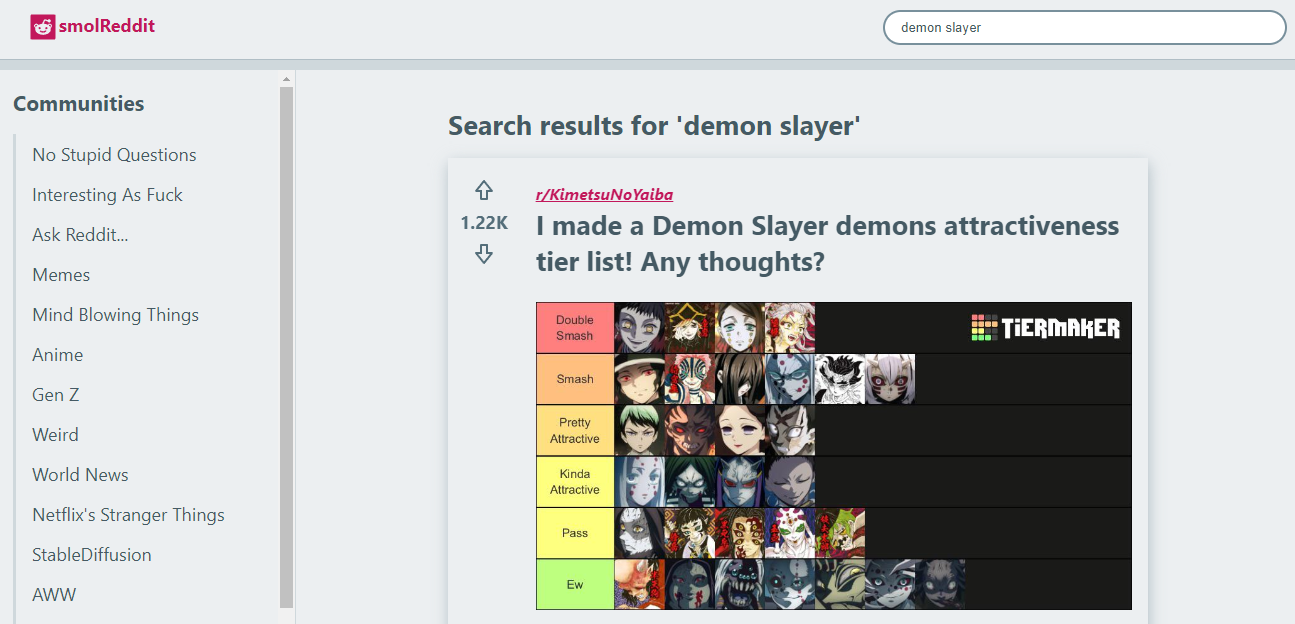 smolReddit
demon slayer
Communities
No Stupid Questions
Interesting As Fuck
Ask Reddit...
Memes
Mind Blowing Things
Anime
Gen Z
Weird
World News
Netflix's Stranger Things
StableDiffusion
AWW
Search results for 'demon slayer'
1.22K
r/KimetsuNoYaiba
I made a Demon Slayer demons attractiveness
tier list! Any thoughts?
Double
Smash
TIERMAKER
Smash
Pretty
Attractive
Kinda
Attractive
Pass
Ew